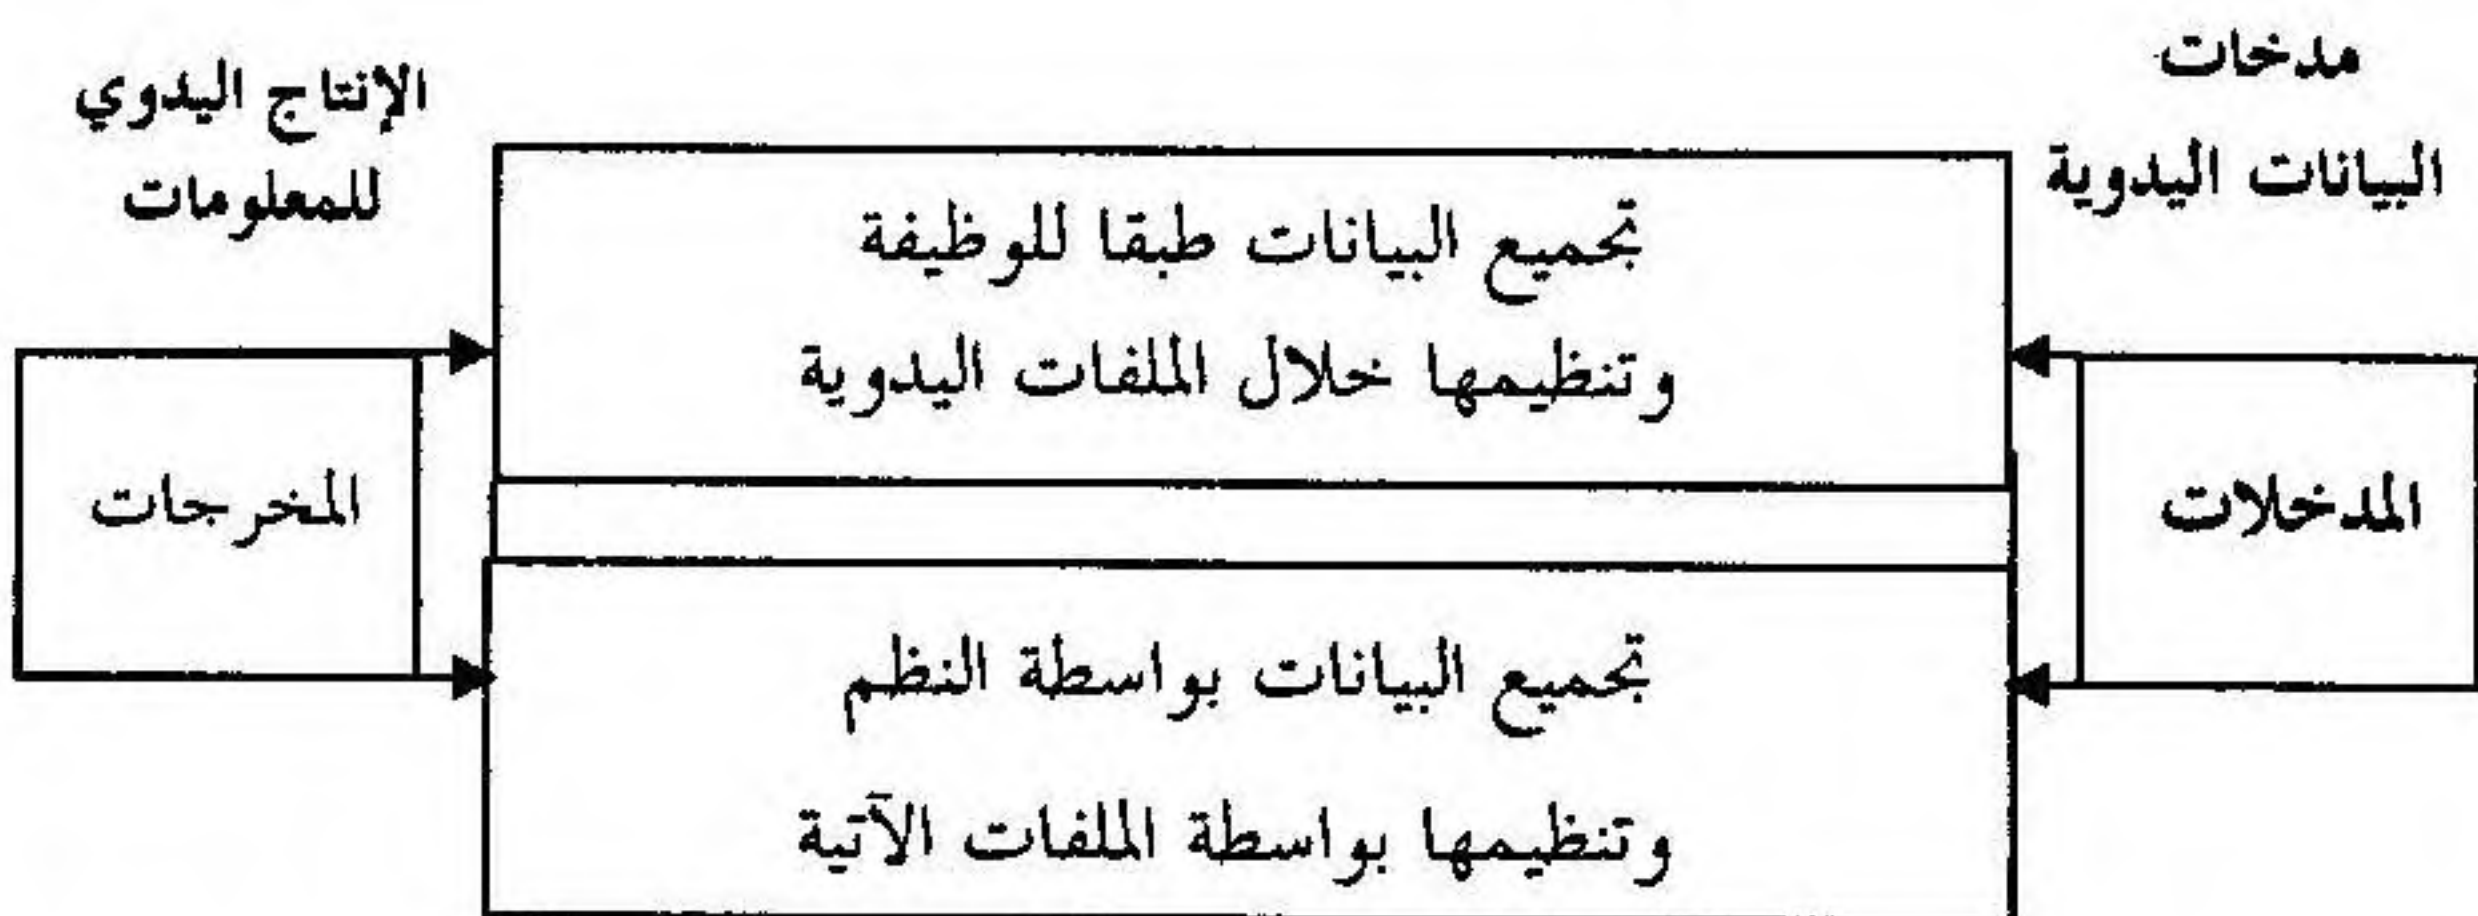 مدخات
البيانات اليدوية
الإنتاج اليدوي
للمعلومات
تجميع البيانات طبقا للوظيفة
وتنظيمها خلال الملفات اليدوية
المدخلات
المخرجات
تجميع البيانات بواسطة النظم
وتنظيمها بواسطة الملفات الآتية